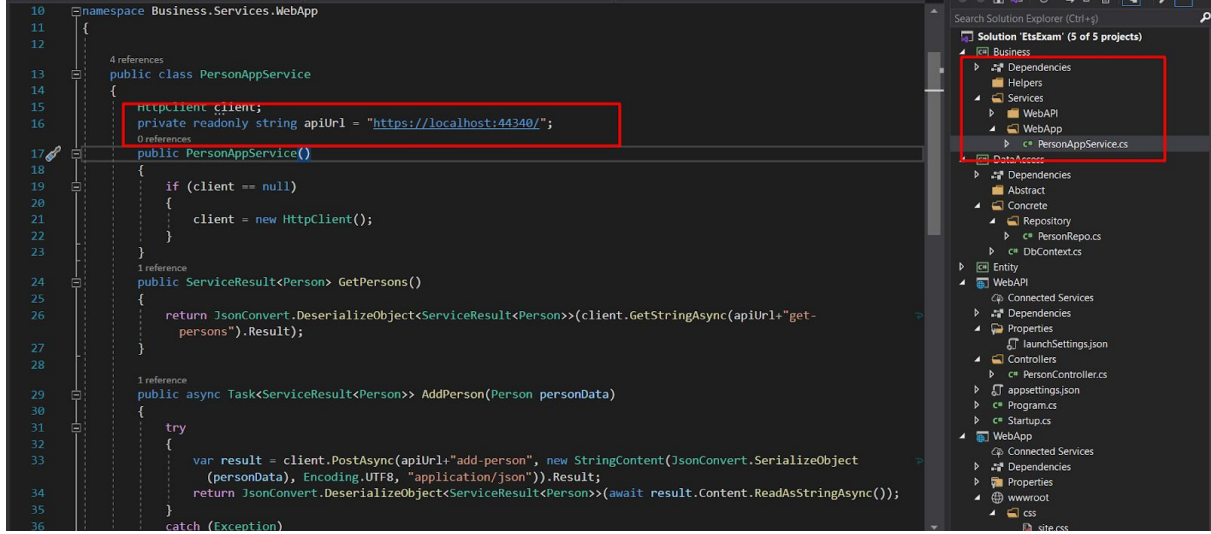 10 namespace Business.Services.WebApp
11 {
12
4 references
13 public class PersonAppService
14 {
15 HttpClient client;
16 private readonly string apiUrl = "https://localhost:44340/";
0 references
17 public PersonAppService()
18 {
19 if (client == null)
20 {
21 client = new HttpClient();
22 }
23 }
1 reference
24 public ServiceResult<Person> GetPersons()
25 {
26 return JsonConvert.DeserializeObject<ServiceResult<Person>>(client.GetStringAsync(apiUrl+"get-
persons").Result);
27 }
28
1 reference
29 public async Task<ServiceResult<Person>> AddPerson(Person personData)
30 {
31 try
32 {
33 var result = client.PostAsync(apiUrl+"add-person", new StringContent(JsonConvert.SerializeObject
(personData), Encoding.UTF8, "application/json")).Result;
34 return JsonConvert.DeserializeObject<ServiceResult<Person>>(await result.Content.ReadAsStringAsync());
35 }
36 catch (Exception)
Search Solution Explorer (Ctrl+ş)
Solution 'EtsExam' (5 of 5 projects)
C# Business
Dependencies
Helpers
Services
WebAPI
WebApp
C# PersonAppService.cs
C# DataAccess
Dependencies
Abstract
Concrete
Repository
C# PersonRepo.cs
C# DbContext.cs
C# Entity
WebAPI
Connected Services
Dependencies
Properties
launchSettings.json
Controllers
C# PersonController.cs
appsettings.json
C# Program.cs
C# Startup.cs
WebApp
Connected Services
Dependencies
Properties
wwwroot
css
site.css